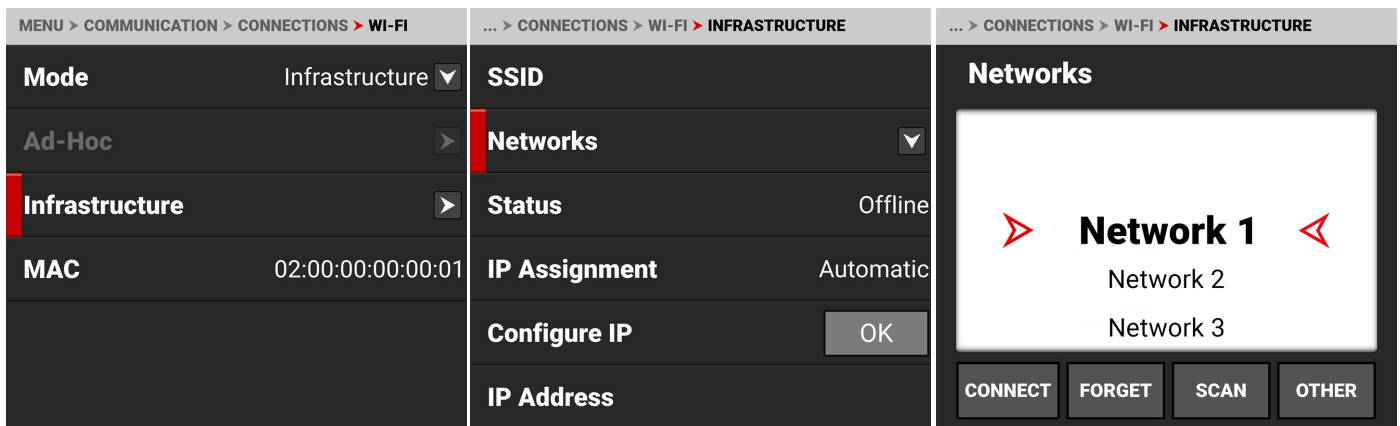 MENU > COMMUNICATION > CONNECTIONS > WI-FI
Mode Infrastructure
Ad-Hoc
Infrastructure
MAC 02:00:00:00:00:01
... > CONNECTIONS > WI-FI > INFRASTRUCTURE
SSID
Networks
Status Offline
IP Assignment Automatic
Configure IP OK
IP Address
... > CONNECTIONS > WI-FI > INFRASTRUCTURE
Networks
Network 1
Network 2
Network 3
CONNECT FORGET SCAN OTHER